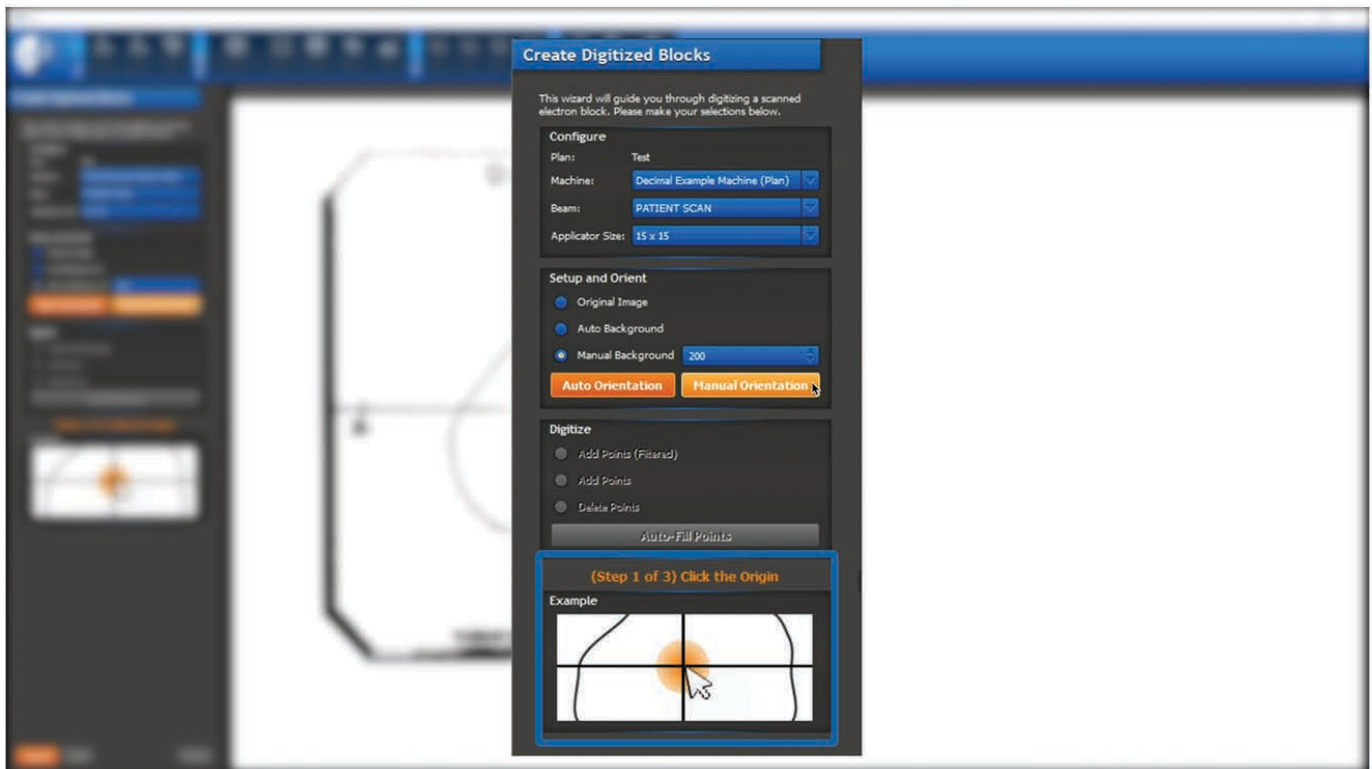 Create Digitized Blocks
This wizard will guide you through digitizing a scanned
electron block. Please make your selections below.
Configure
Plan: Test
Machine: Decimal Example Machine (Plan)
Beam: PATIENT SCAN
Applicator Size: 15 x 15
Setup and Orient
Original Image
Auto Background
Manual Background 200
Auto Orientation Manual Orientation
Digitize
Add Points (Filtered)
Add Points
Delete Points
Auto-Fill Points
(Step 1 of 3) Click the Origin
Example